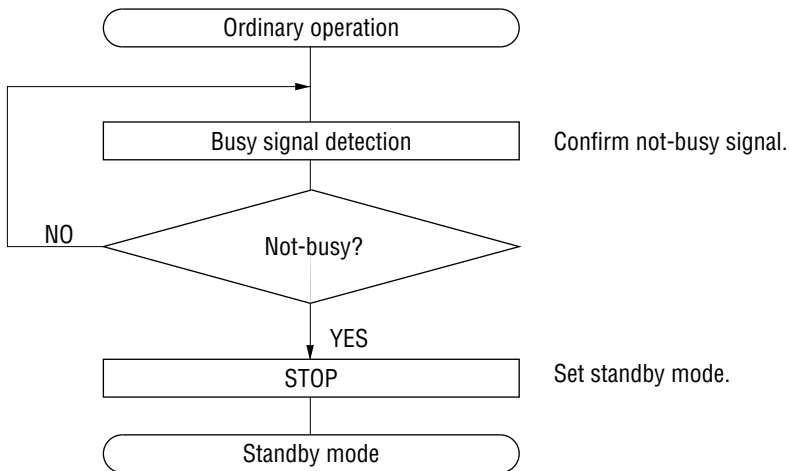 Ordinary operation
Busy signal detection
Confirm not-busy signal.
NO
Not-busy?
YES
STOP
Set standby mode.
Standby mode